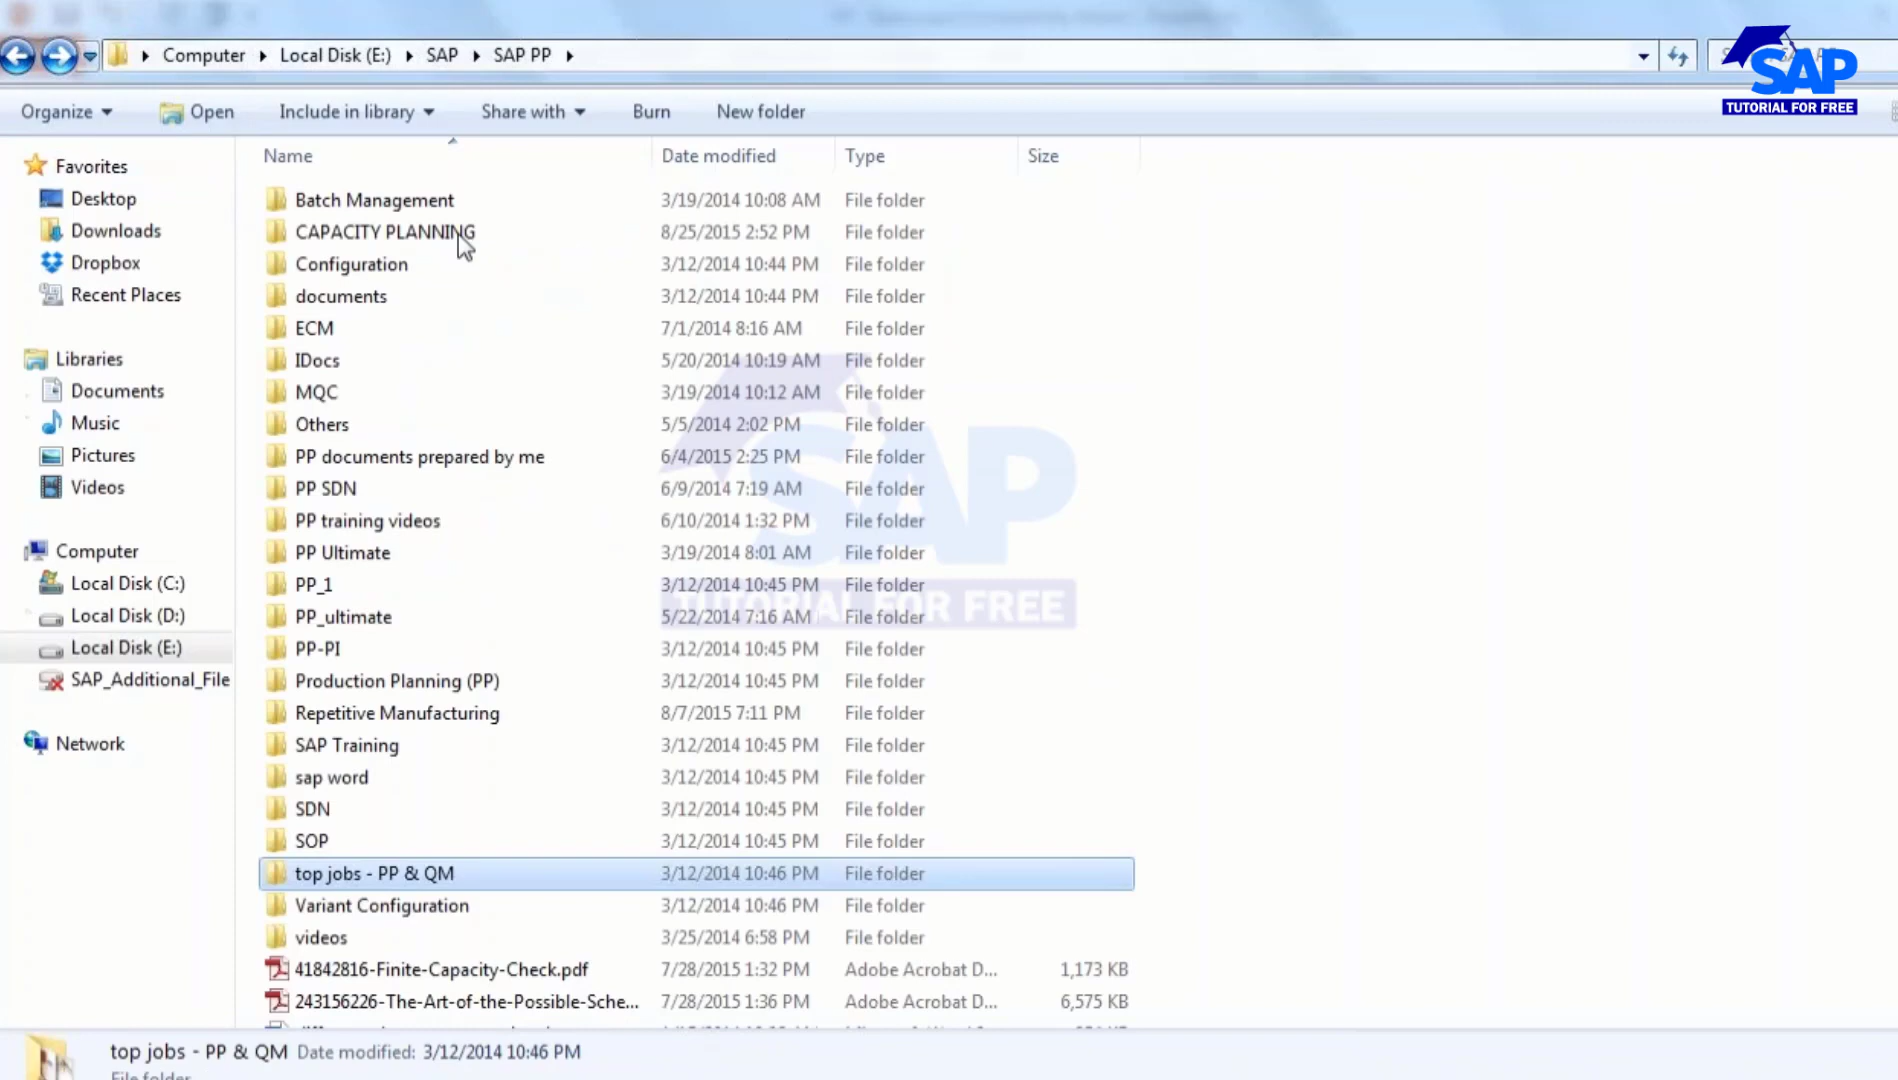 Computer Local Disk (E:) SAP SAP PP
SAP
TUTORIAL FOR FREE
Organize Open Include in library Share with Burn New folder
Name Date modified Type Size
Favorites
Desktop
Downloads
Dropbox
Recent Places
Libraries
Documents
Music
Pictures
Videos
Computer
Local Disk (C:)
Local Disk (D:)
Local Disk (E:)
SAP_Additional_File
Network
Batch Management 3/19/2014 10:08 AM File folder
CAPACITY PLANNING 8/25/2015 2:52 PM File folder
Configuration 3/12/2014 10:44 PM File folder
documents 3/12/2014 10:44 PM File folder
ECM 7/1/2014 8:16 AM File folder
IDocs 5/20/2014 10:19 AM File folder
MQC 3/19/2014 10:12 AM File folder
Others 5/5/2014 2:02 PM File folder
PP documents prepared by me 6/4/2015 2:25 PM File folder
PP SDN 6/9/2014 7:19 AM File folder
PP training videos 6/10/2014 1:32 PM File folder
PP Ultimate 3/19/2014 8:01 AM File folder
PP_1 3/12/2014 10:45 PM File folder
PP_ultimate 5/22/2014 7:16 AM File folder
PP-PI 3/12/2014 10:45 PM File folder
Production Planning (PP) 3/12/2014 10:45 PM File folder
Repetitive Manufacturing 8/7/2015 7:11 PM File folder
SAP Training 3/12/2014 10:45 PM File folder
sap word 3/12/2014 10:45 PM File folder
SDN 3/12/2014 10:45 PM File folder
SOP 3/12/2014 10:45 PM File folder
top jobs - PP & QM 3/12/2014 10:46 PM File folder
Variant Configuration 3/12/2014 10:46 PM File folder
videos 3/25/2014 6:58 PM File folder
41842816-Finite-Capacity-Check.pdf 7/28/2015 1:32 PM Adobe Acrobat D... 1,173 KB
243156226-The-Art-of-the-Possible-Sche... 7/28/2015 1:36 PM Adobe Acrobat D... 6,575 KB
SAP
TUTORIAL FOR FREE
top jobs - PP & QM Date modified: 3/12/2014 10:46 PM
File folder